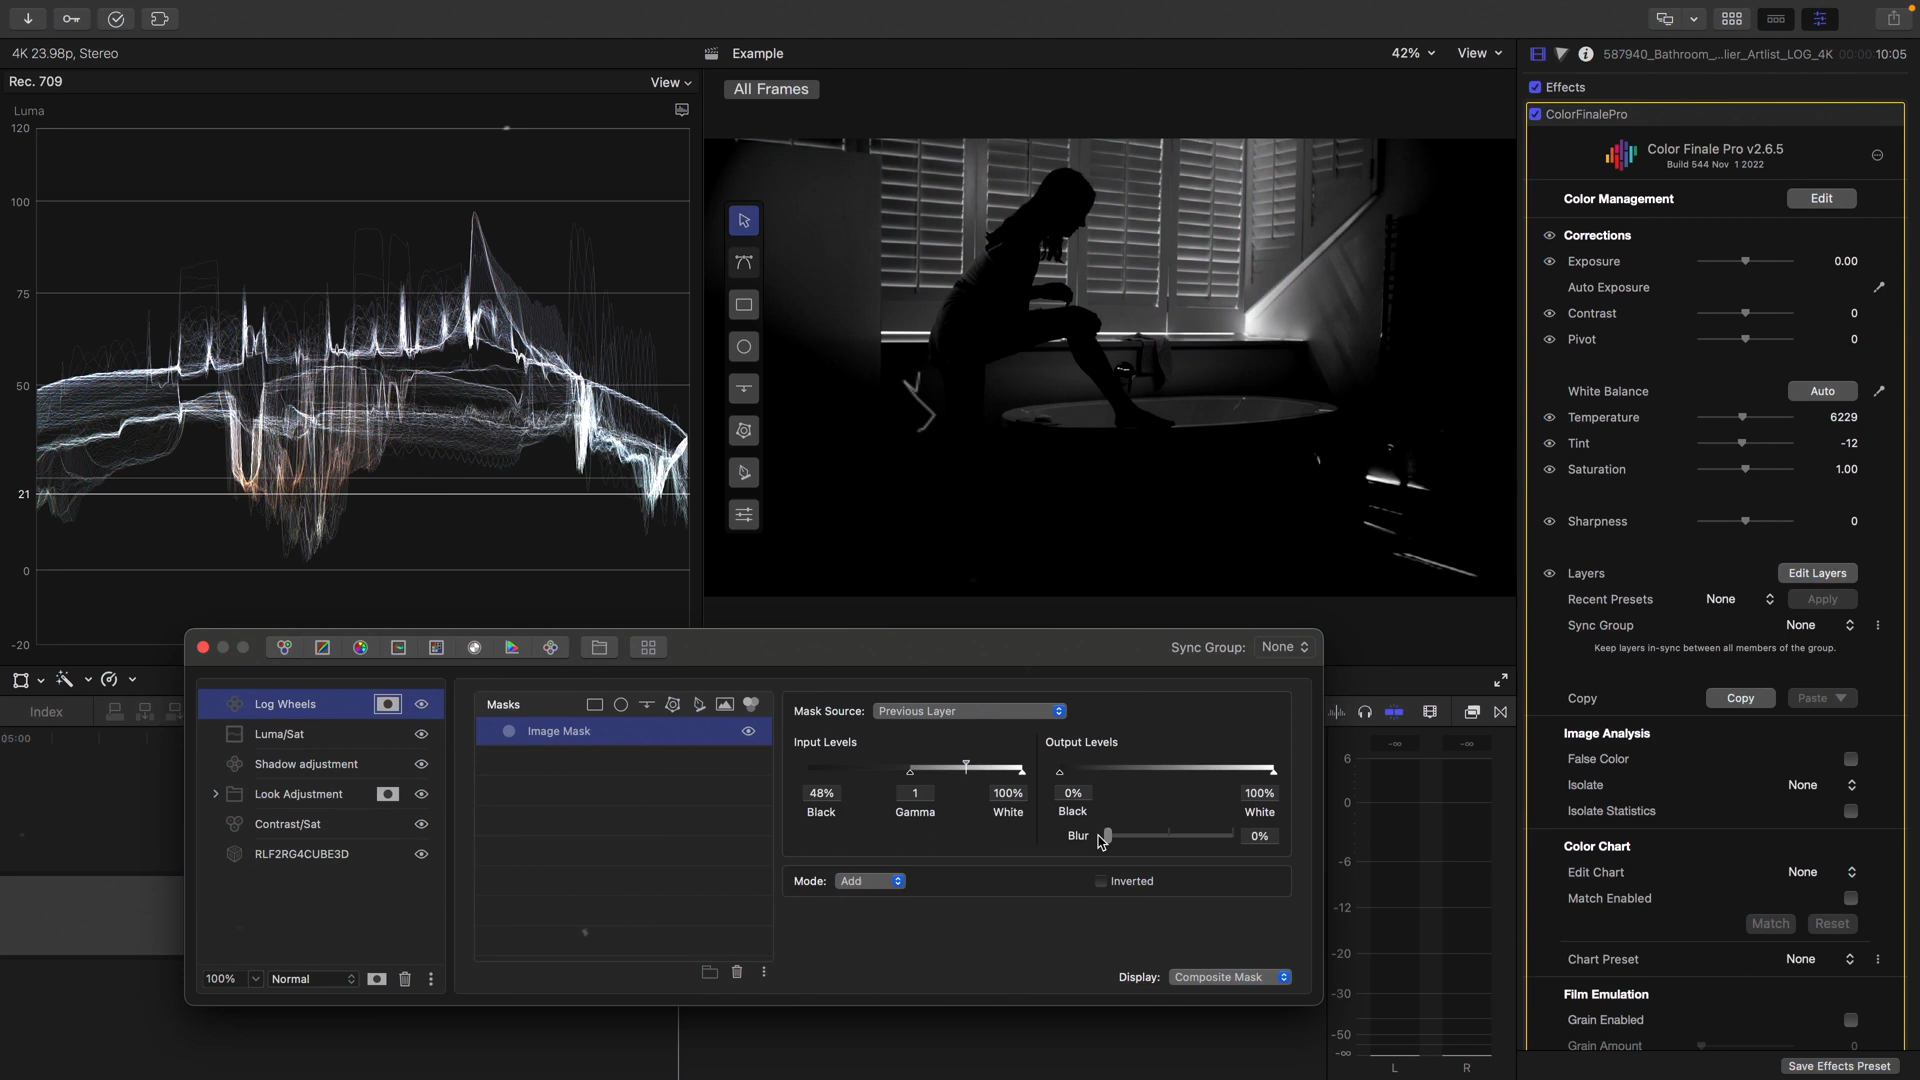 4K 23.98p, Stereo
Example
42%
View
587940_Bathroom_...lier_Artlist_LOG_4K
00:00:10:05
Rec. 709
View
All Frames
Luma
120
100
75
50
21
0
-20
Effects
ColorFinalePro
Color Finale Pro v2.6.5
Build 544 Nov 1 2022
Color Management
Edit
Corrections
Exposure
0.00
Auto Exposure
Contrast
0
Pivot
0
White Balance
Auto
Temperature
6229
Tint
-12
Saturation
1.00
Sharpness
0
Layers
Edit Layers
Recent Presets
None
Apply
Sync Group
None
Keep layers in-sync between all members of the group.
Copy
Copy
Paste
Image Analysis
False Color
Isolate
None
Isolate Statistics
Color Chart
Edit Chart
None
Match Enabled
Match
Reset
Chart Preset
None
Film Emulation
Grain Enabled
Grain Amount
0
Save Effects Preset
Index
05:00
Sync Group:
None
Log Wheels
Luma/Sat
Shadow adjustment
Look Adjustment
Contrast/Sat
RLF2RG4CUBE3D
100%
Normal
Masks
Image Mask
Mask Source:
Previous Layer
Input Levels
Output Levels
48%
1
100%
0%
100%
Black
Gamma
White
Black
White
Blur
0%
Mode:
Add
Inverted
Display:
Composite Mask
-∞
-∞
6
0
-6
-12
-20
-30
-50
-∞
L
R